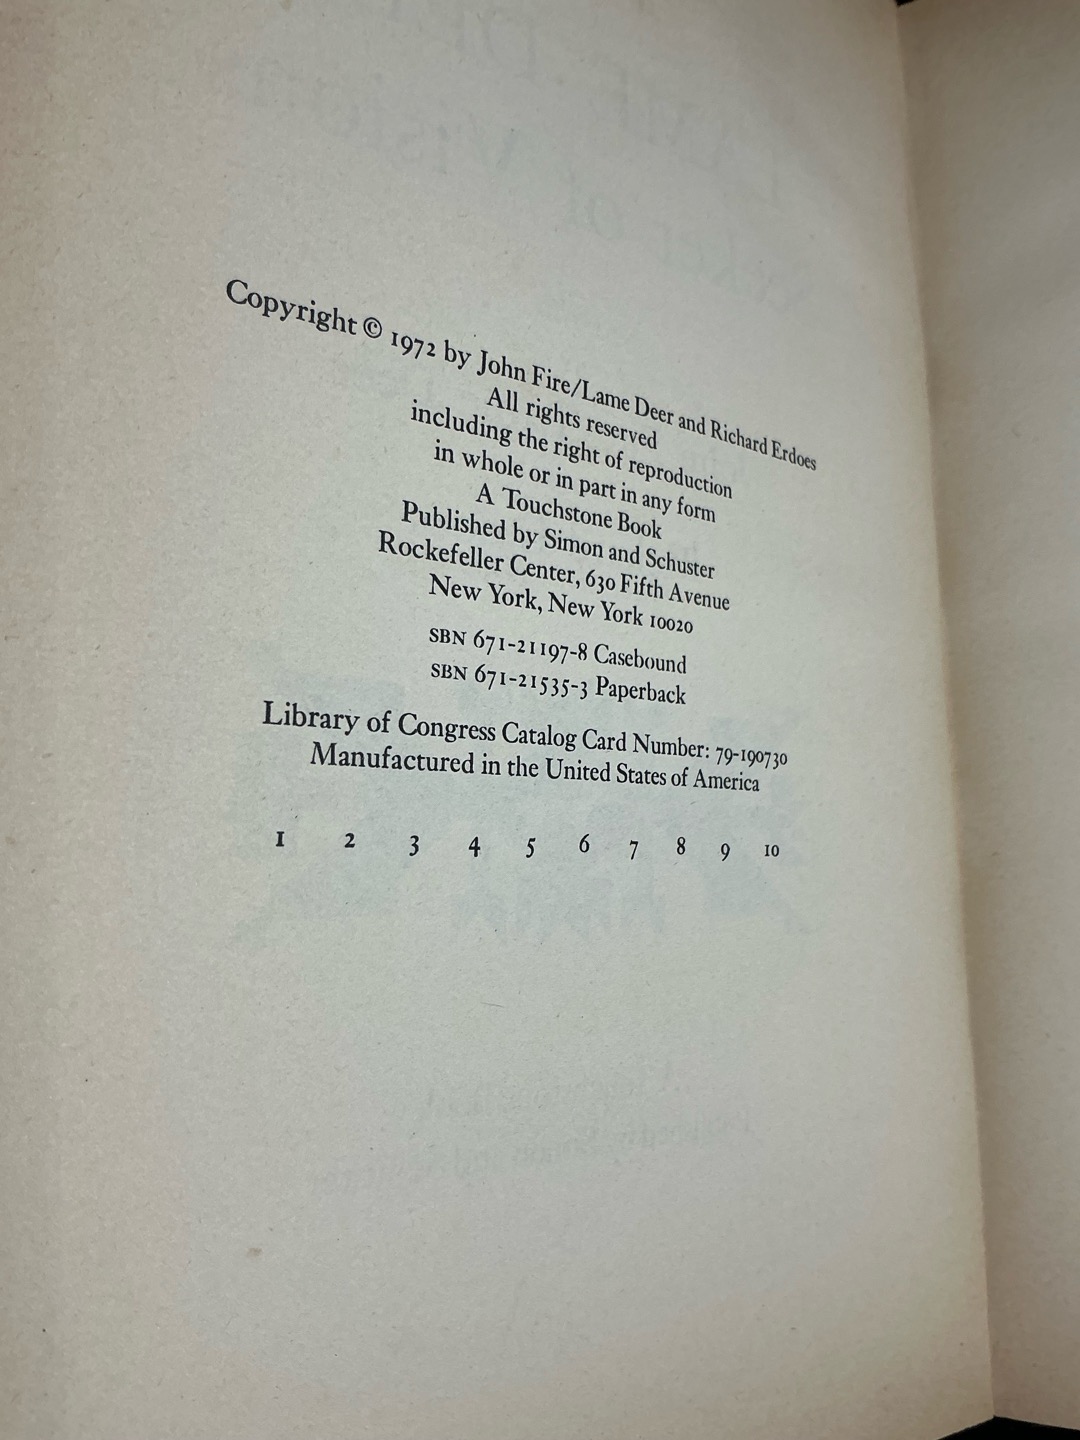 Copyright © 1972 by John Fire/Lame Deer and Richard Erdoes
All rights reserved
including the right of reproduction
in whole or in part in any form
A Touchstone Book
Published by Simon and Schuster
Rockefeller Center, 630 Fifth Avenue
New York, New York 10020
SBN 671-21197-8 Casebound
SBN 671-21535-3 Paperback
Library of Congress Catalog Card Number: 79-190730
Manufactured in the United States of America
1 2 3 4 5 6 7 8 9 10